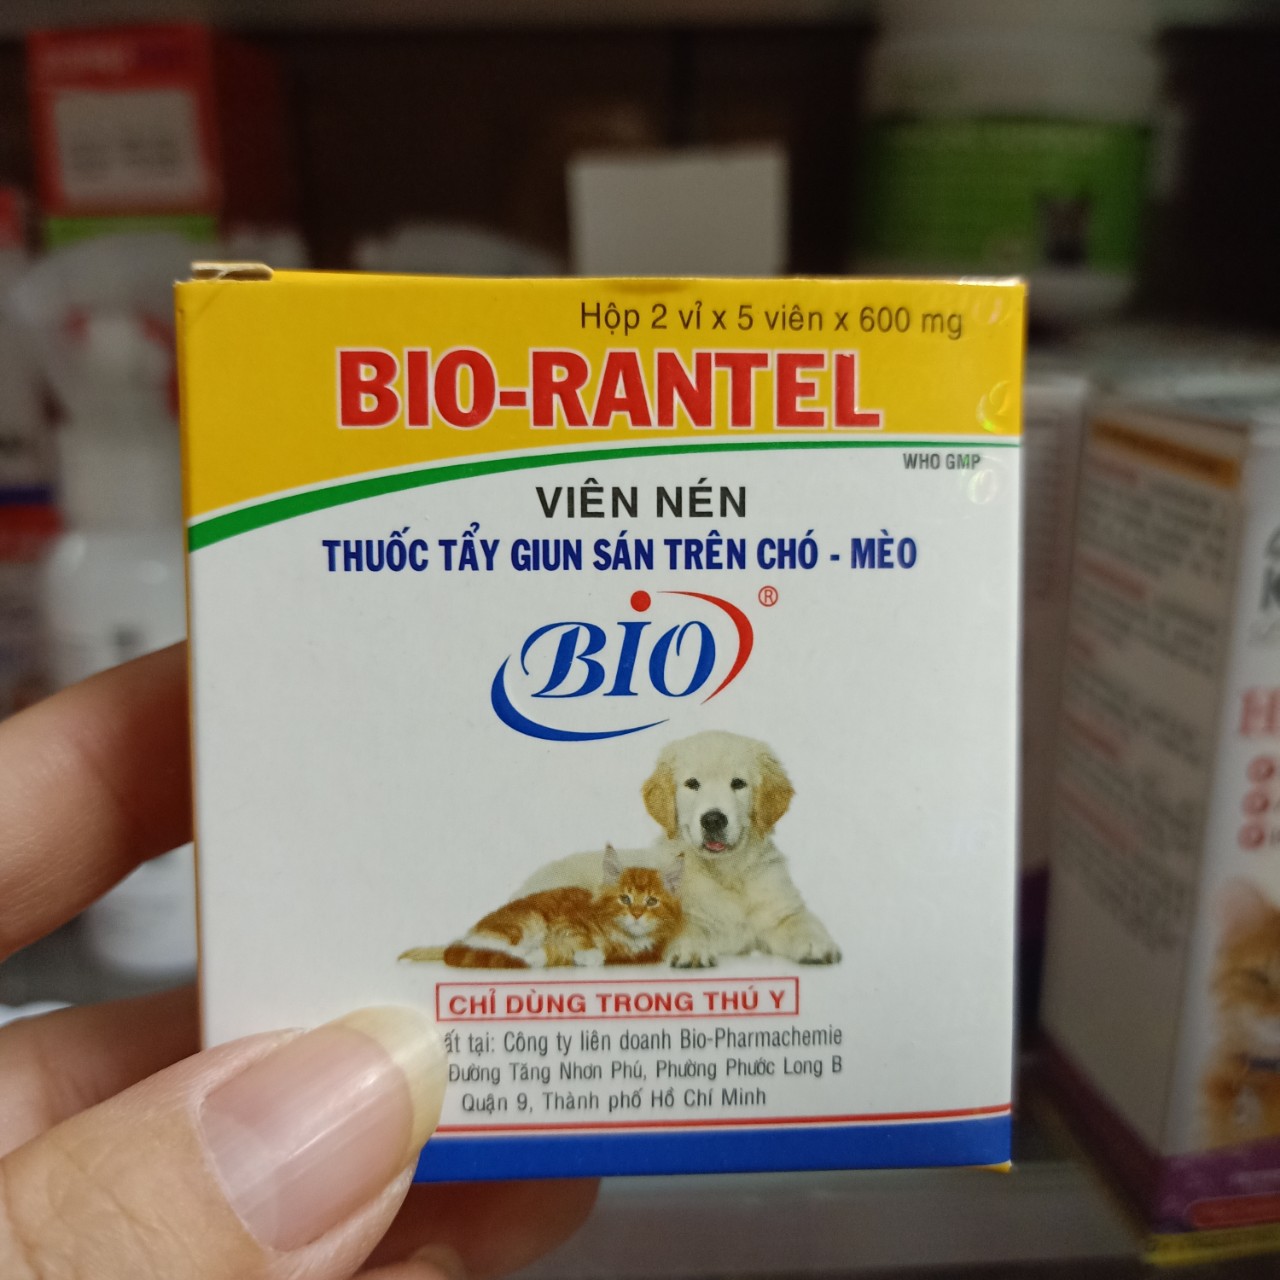 Hộp 2 vỉ x 5 viên x 600 mg
BIO-RANTEL
WHO GMP
VIÊN NÉN
THUỐC TẨY GIUN SÁN TRÊN CHÓ - MÈO
BIO®
CHỈ DÙNG TRONG THÚ Y
tại: Công ty liên doanh Bio-Pharmachemie
Đường Tăng Nhơn Phú, Phường Phước Long B
Quận 9, Thành phố Hồ Chí Minh